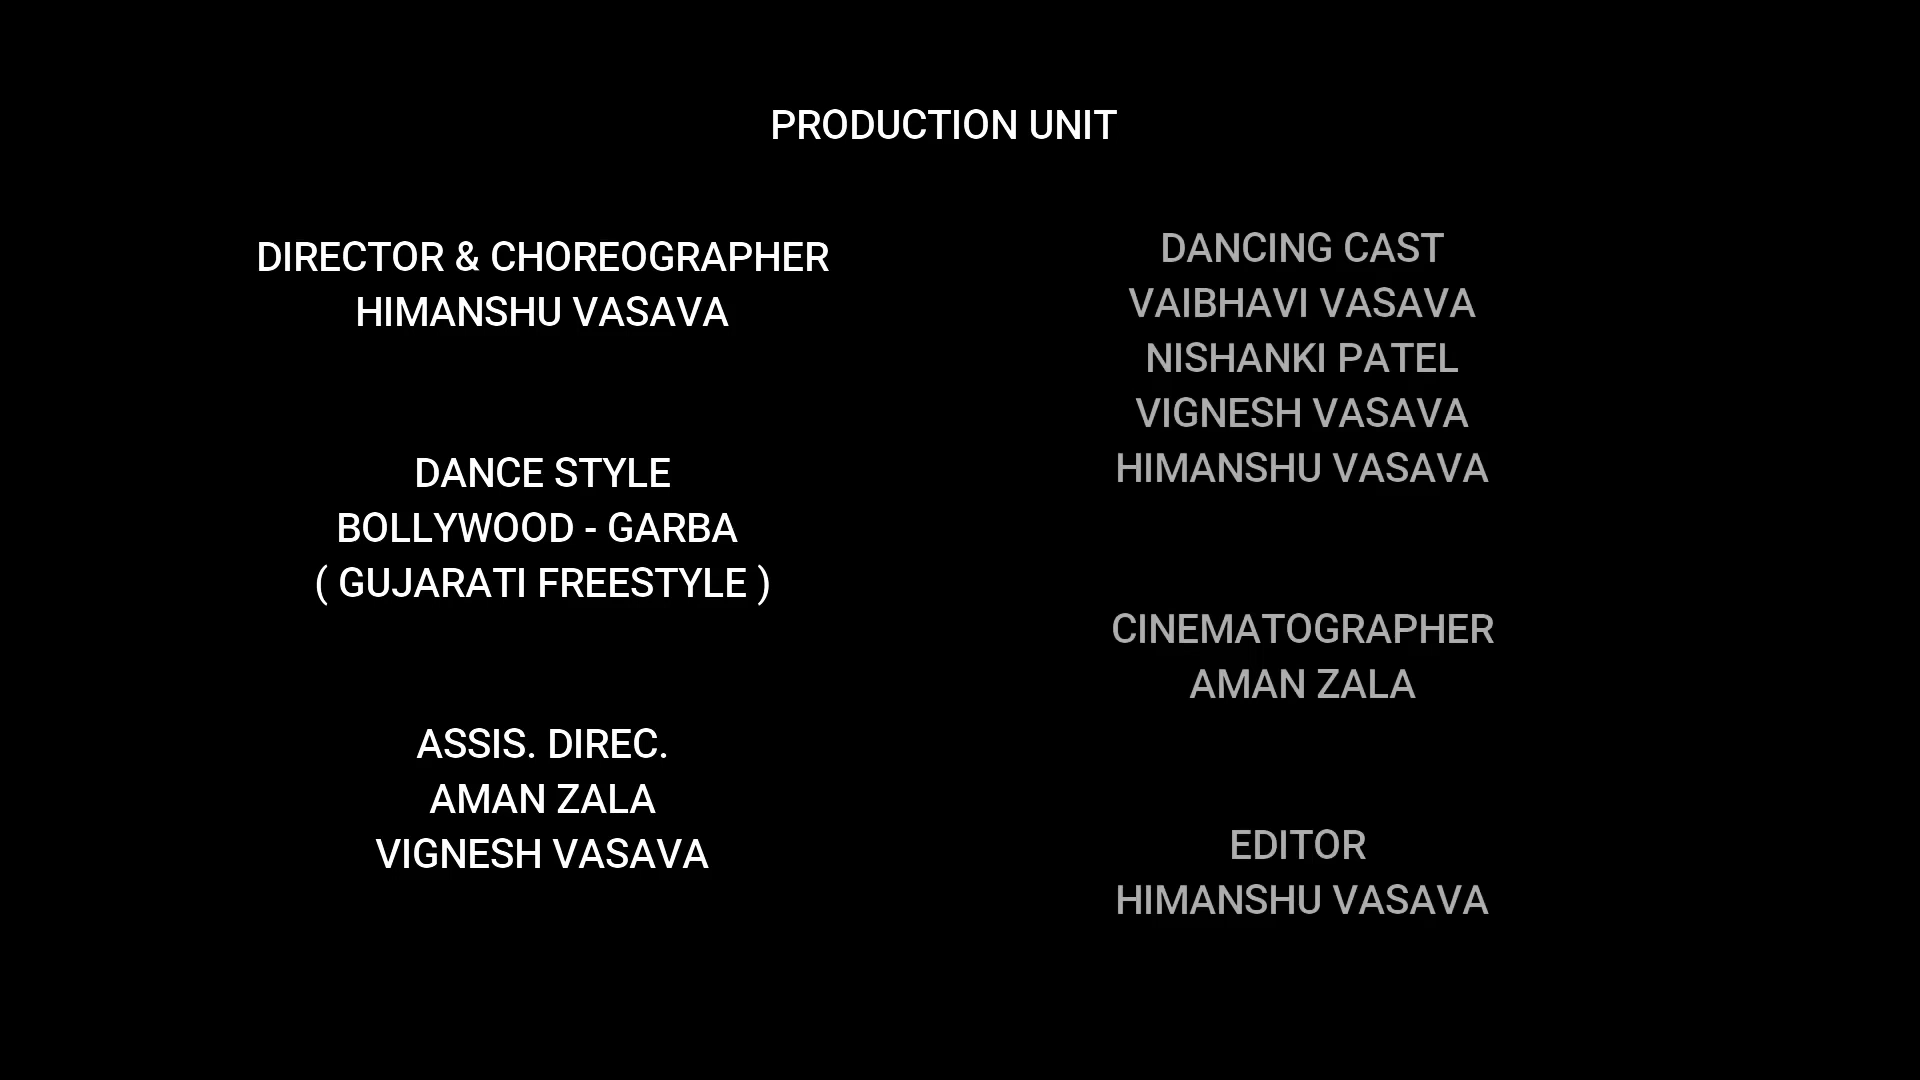 PRODUCTION UNIT
DIRECTOR & CHOREOGRAPHER
HIMANSHU VASAVA
DANCE STYLE
BOLLYWOOD - GARBA
( GUJARATI FREESTYLE )
ASSIS. DIREC.
AMAN ZALA
VIGNESH VASAVA
DANCING CAST
VAIBHAVI VASAVA
NISHANKI PATEL
VIGNESH VASAVA
HIMANSHU VASAVA
CINEMATOGRAPHER
AMAN ZALA
EDITOR
HIMANSHU VASAVA